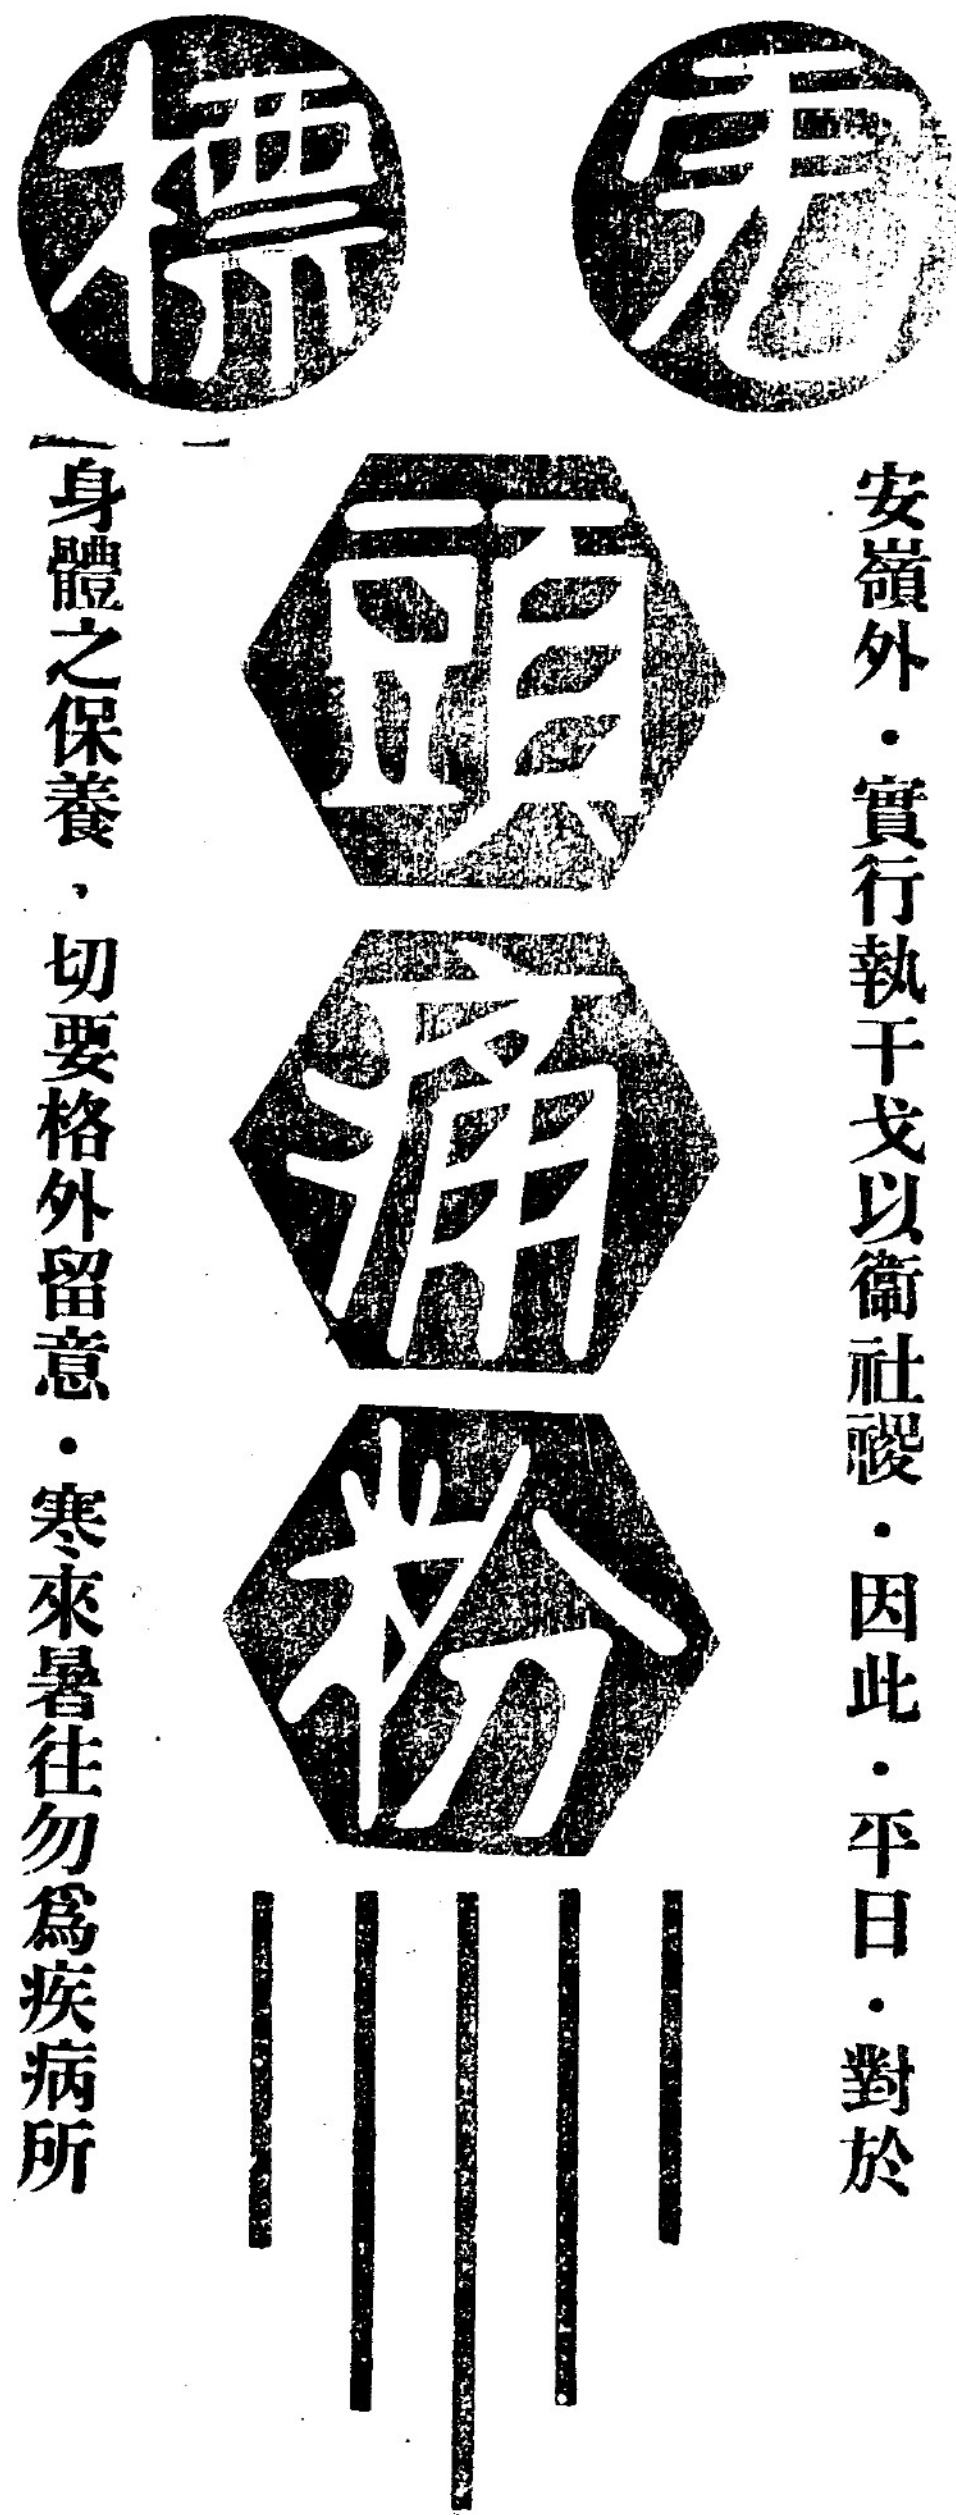 虎標
安嶺外・實行執干戈以衞社禝・因此・平日・對於
頭痛粉
身體之保養，切要格外留意・寒來暑往勿爲疾病所